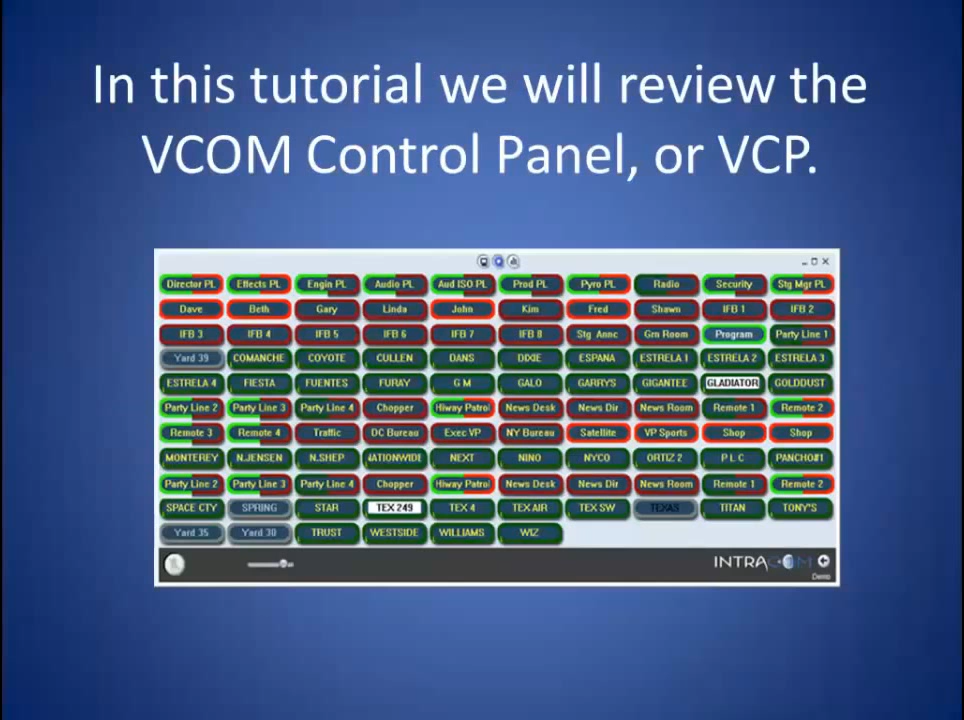 In this tutorial we will review the
VCOM Control Panel, or VCP.
Director PL Effects PL Engin PL Audio PL Aud ISO PL Prod PL Pyro PL Radio Security Stg Mgr PL
Dave Beth Gary Linda John Kim Fred Shawn IFB 1 IFB 2
IFB 3 IFB 4 IFB 5 IFB 6 IFB 7 IFB 8 Stg Annc Grn Room Program Party Line 1
Yard 39 COMANCHE COYOTE CULLEN DANS DIXIE ESPANA ESTRELA 1 ESTRELA 2 ESTRELA 3
ESTRELA 4 FIESTA FUENTES FURAY G M GALO GARRYS GIGANTEE GLADIATOR GOLDDUST
Party Line 2 Party Line 3 Party Line 4 Chopper Hiway Patrol News Desk News Dir News Room Remote 1 Remote 2
Remote 3 Remote 4 Traffic DC Bureau Exec VP NY Bureau Satellite VP Sports Shop Shop
MONTEREY N.JENSEN N.SHEP NATIONWIDE NEXT NINO NYCO ORTIZ 2 P L C PANCHO#1
Party Line 2 Party Line 3 Party Line 4 Chopper Hiway Patrol News Desk News Dir News Room Remote 1 Remote 2
SPACE CTY SPRING STAR TEX 249 TEX 4 TEX AIR TEX SW TEXAS TITAN TONY'S
Yard 35 Yard 30 TRUST WESTSIDE WILLIAMS WIZ
INTRACOM
Demo